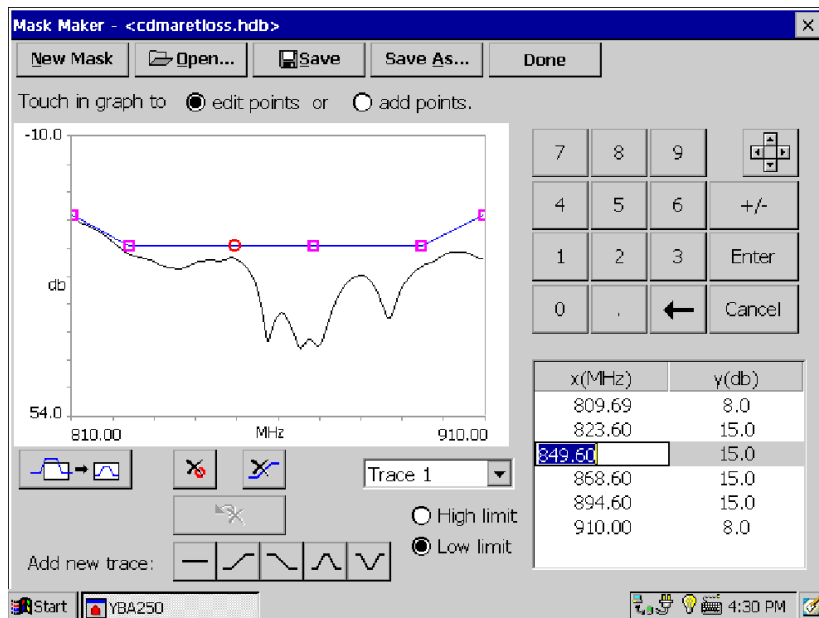 Mask Maker - <cdmaretloss.hdb>
New Mask Open... Save Save As... Done
Touch in graph to edit points or add points.
-10.0
db
54.0
810.00 MHz 910.00
7 8 9
4 5 6 +/-
1 2 3 Enter
0 . Cancel
x(MHz) y(db)
809.69 8.0
823.60 15.0
849.60 15.0
868.60 15.0
894.60 15.0
910.00 8.0
Trace 1
High limit
Low limit
Add new trace:
Start YBA250 4:30 PM